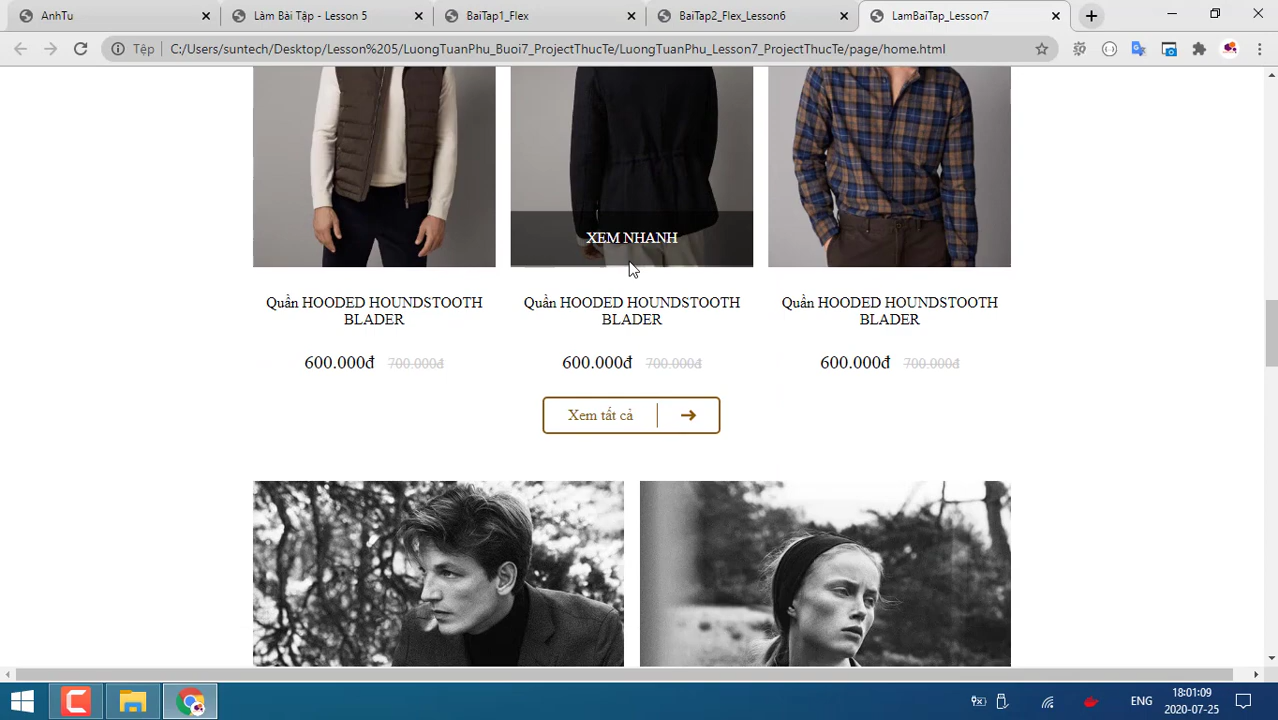 AnhTu
Làm Bài Tập - Lesson 5
BaiTap1_Flex
BaiTap2_Flex_Lesson6
LamBaiTap_Lesson7
Tệp
C:/Users/suntech/Desktop/Lesson%205/LuongTuanPhu_Buoi7_ProjectThucTe/LuongTuanPhu_Lesson7_ProjectThucTe/page/home.html
XEM NHANH
Quần HOODED HOUNDSTOOTH
BLADER
600.000đ 700.000đ
Quần HOODED HOUNDSTOOTH
BLADER
600.000đ 700.000đ
Quần HOODED HOUNDSTOOTH
BLADER
600.000đ 700.000đ
Xem tất cả
ENG
18:01:09
2020-07-25